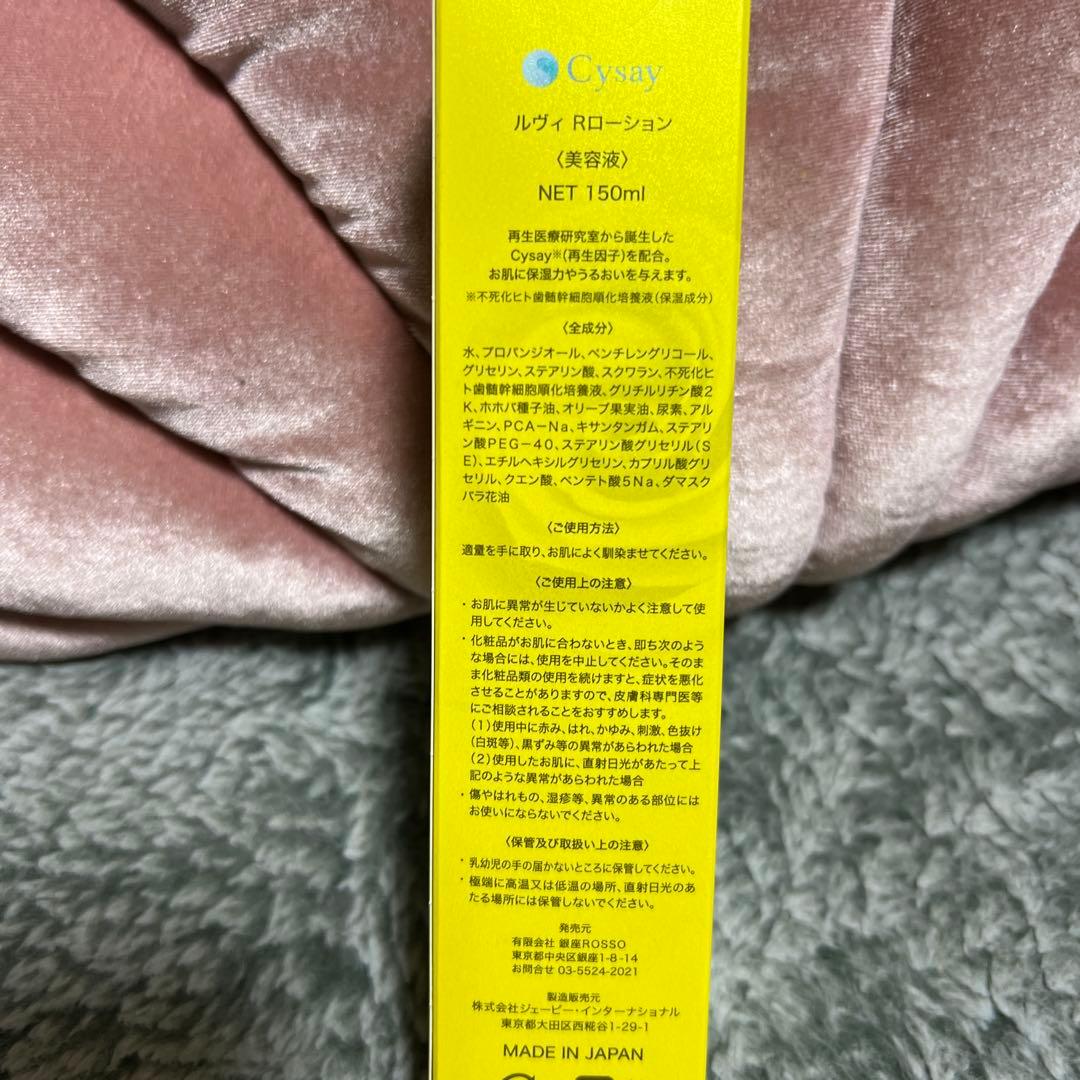 Cysay
ルヴィ Rローション
〈美容液〉
NET 150ml
再生医療研究室から誕生した
Cysay※(再生因子)を配合。
お肌に保湿力やうるおいを与えます。
※不死化ヒト歯髄幹細胞順化培養液(保湿成分)
〈全成分〉
水、プロパンジオール、ペンチレングリコール、
グリセリン、ステアリン酸、スクワラン、不死化ヒ
ト歯髄幹細胞順化培養液、グリチルリチン酸2
K、ホホバ種子油、オリーブ果実油、尿素、アル
ギニン、PCA-Na、キサンタンガム、ステアリ
ン酸PEG-40、ステアリン酸グリセリル(S
E)、エチルヘキシルグリセリン、カプリル酸グリ
セリル、クエン酸、ペンテト酸5Na、ダマスク
バラ花油
〈ご使用方法〉
適量を手に取り、お肌によく馴染ませてください。
〈ご使用上の注意〉
・お肌に異常が生じていないかよく注意して使
用してください。
・化粧品がお肌に合わないとき、即ち次のよう
な場合には、使用を中止してください。そのま
ま化粧品類の使用を続けますと、症状を悪化
させることがありますので、皮膚科専門医等
にご相談されることをおすすめします。
(1)使用中に赤み、はれ、かゆみ、刺激、色抜け
(白斑等)、黒ずみ等の異常があらわれた場合
(2)使用したお肌に、直射日光があたって上
記のような異常があらわれた場合
・傷やはれもの、湿疹等、異常のある部位には
お使いにならないでください。
〈保管及び取扱い上の注意〉
・乳幼児の手の届かないところに保管してください。
・極端に高温又は低温の場所、直射日光のあ
たる場所には保管しないでください。
発売元
有限会社 銀座ROSSO
東京都中央区銀座1-8-14
お問合せ 03-5524-2021
製造販売元
株式会社ジェーピー・インターナショナル
東京都大田区西糀谷1-29-1
MADE IN JAPAN